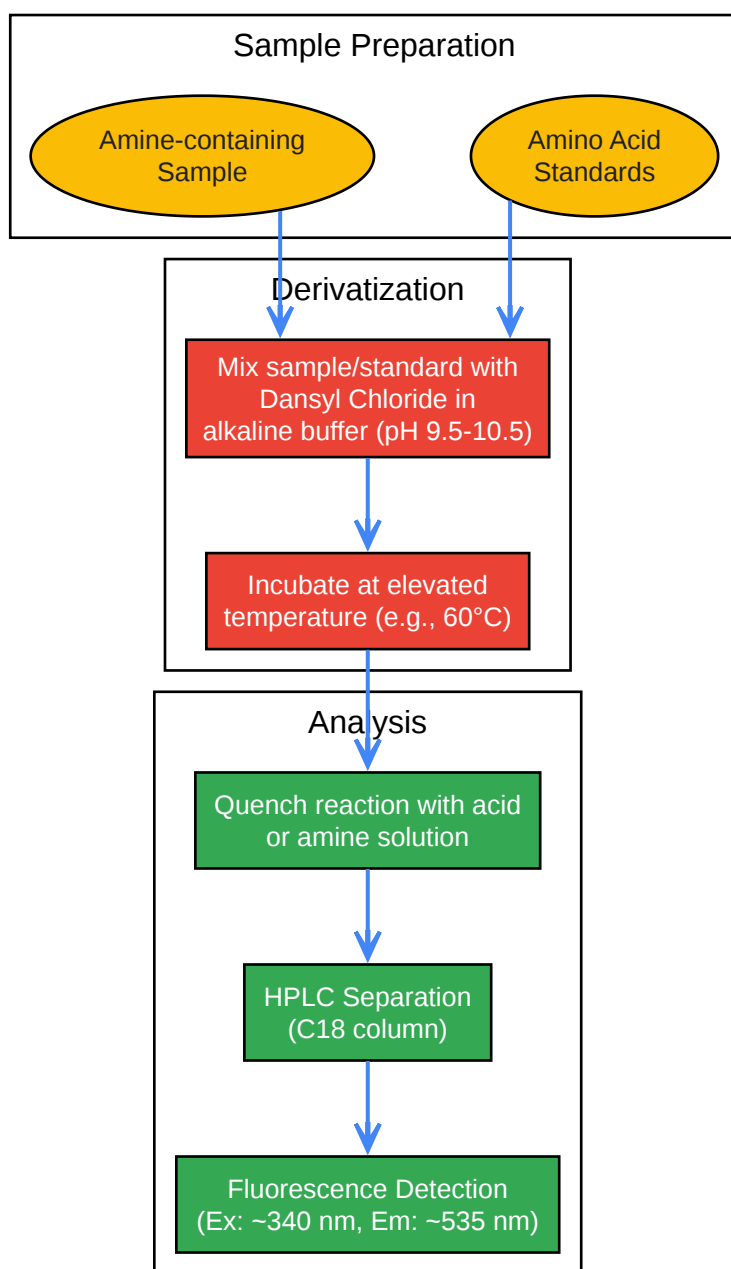 Sample Preparation
Amine-containing
Sample
Amino Acid
Standards
Derivatization
Mix sample/standard with
Dansyl Chloride in
alkaline buffer (pH 9.5-10.5)
Incubate at elevated
temperature (e.g., 60°C)
Analysis
Quench reaction with acid
or amine solution
HPLC Separation
(C18 column)
Fluorescence Detection
(Ex: ~340 nm, Em: ~535 nm)